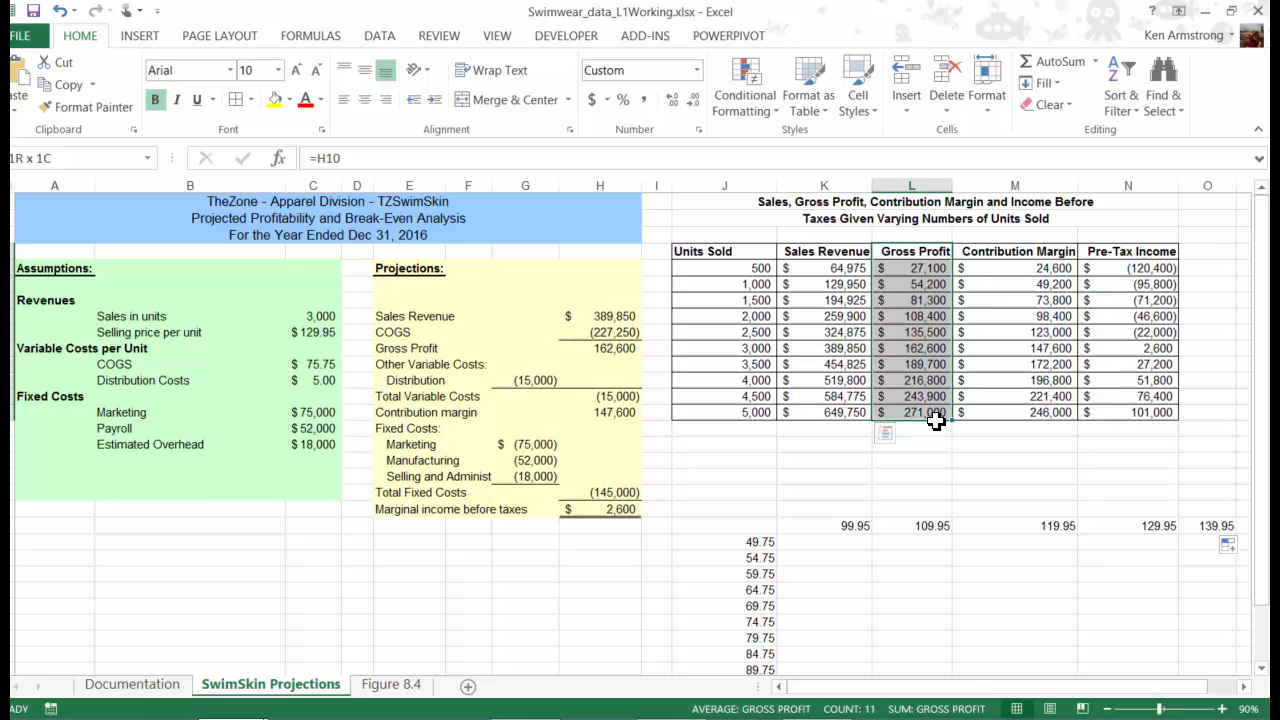 Swimwear_data_L1Working.xlsx - Excel
?
FILE HOME INSERT PAGE LAYOUT FORMULAS DATA REVIEW VIEW DEVELOPER ADD-INS POWERPIVOT Ken Armstrong
Cut
Copy
Format Painter
Clipboard
Arial 10
B I U
Font
Wrap Text
Merge & Center
Alignment
Custom
$ % ,
Number
Conditional Formatting
Format as Table
Cell Styles
Styles
Insert Delete Format
Cells
AutoSum
Fill
Clear
Sort & Filter
Find & Select
Editing
1R x 1C fx =H10
A B C D E F G H I J K L M N O
TheZone - Apparel Division - TZSwimSkin
Projected Profitability and Break-Even Analysis
For the Year Ended Dec 31, 2016
Assumptions:
Revenues
Sales in units 3,000
Selling price per unit $ 129.95
Variable Costs per Unit
COGS $ 75.75
Distribution Costs $ 5.00
Fixed Costs
Marketing $ 75,000
Payroll $ 52,000
Estimated Overhead $ 18,000
Projections:
Sales Revenue $ 389,850
COGS (227,250)
Gross Profit 162,600
Other Variable Costs:
Distribution (15,000)
Total Variable Costs (15,000)
Contribution margin 147,600
Fixed Costs:
Marketing $ (75,000)
Manufacturing (52,000)
Selling and Administ (18,000)
Total Fixed Costs (145,000)
Marginal income before taxes $ 2,600
Sales, Gross Profit, Contribution Margin and Income Before
Taxes Given Varying Numbers of Units Sold
Units Sold Sales Revenue Gross Profit Contribution Margin Pre-Tax Income
500 $ 64,975 $ 27,100 $ 24,600 $ (120,400)
1,000 $ 129,950 $ 54,200 $ 49,200 $ (95,800)
1,500 $ 194,925 $ 81,300 $ 73,800 $ (71,200)
2,000 $ 259,900 $ 108,400 $ 98,400 $ (46,600)
2,500 $ 324,875 $ 135,500 $ 123,000 $ (22,000)
3,000 $ 389,850 $ 162,600 $ 147,600 $ 2,600
3,500 $ 454,825 $ 189,700 $ 172,200 $ 27,200
4,000 $ 519,800 $ 216,800 $ 196,800 $ 51,800
4,500 $ 584,775 $ 243,900 $ 221,400 $ 76,400
5,000 $ 649,750 $ 271,000 $ 246,000 $ 101,000
99.95 109.95 119.95 129.95 139.95
49.75
54.75
59.75
64.75
69.75
74.75
79.75
84.75
89.75
Documentation SwimSkin Projections Figure 8.4
ADY AVERAGE: GROSS PROFIT COUNT: 11 SUM: GROSS PROFIT 90%